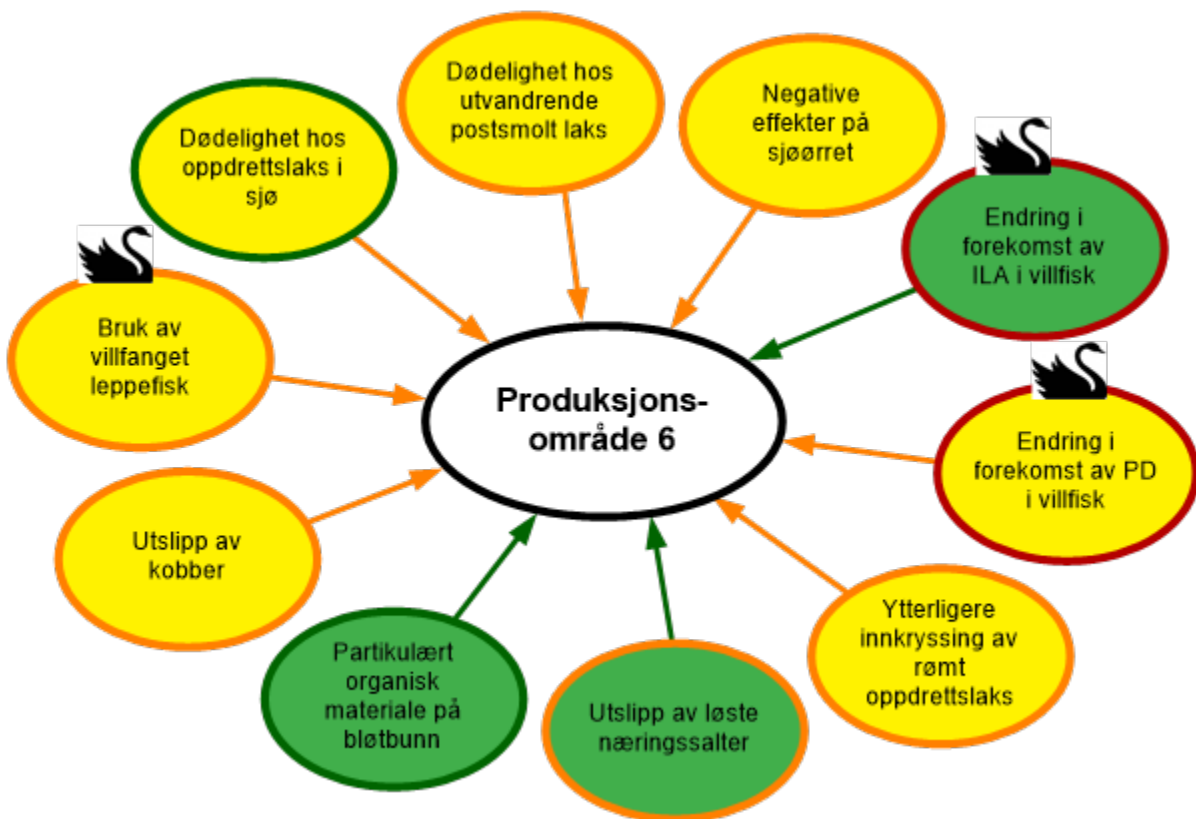 Dødelighet hos
utvandrende
postsmolt laks
Negative
effekter på
sjøørret
Dødelighet hos
oppdrettslaks i
sjø
Endring i
forekomst av
ILA i villfisk
Bruk av
villfanget
leppefisk
Produksjons-
område 6
Endring i
forekomst av PD
i villfisk
Utslipp av
kobber
Ytterligere
innkryssing av
rømt
oppdrettslaks
Partikulært
organisk
materiale på
bløtbunn
Utslipp av løste
næringssalter